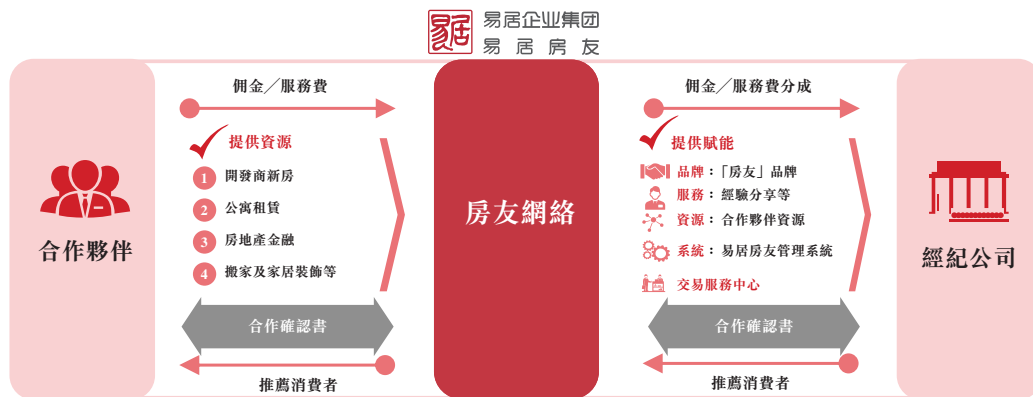 易居
易居企业集团
易居房友
合作夥伴
佣金／服務費
提供資源
1 開發商新房
2 公寓租賃
3 房地產金融
4 搬家及家居裝飾等
合作確認書
推薦消費者
房友網絡
佣金／服務費分成
提供賦能
品牌：「房友」品牌
服務：經驗分享等
資源：合作夥伴資源
系統：易居房友管理系統
交易服務中心
合作確認書
推薦消費者
經紀公司